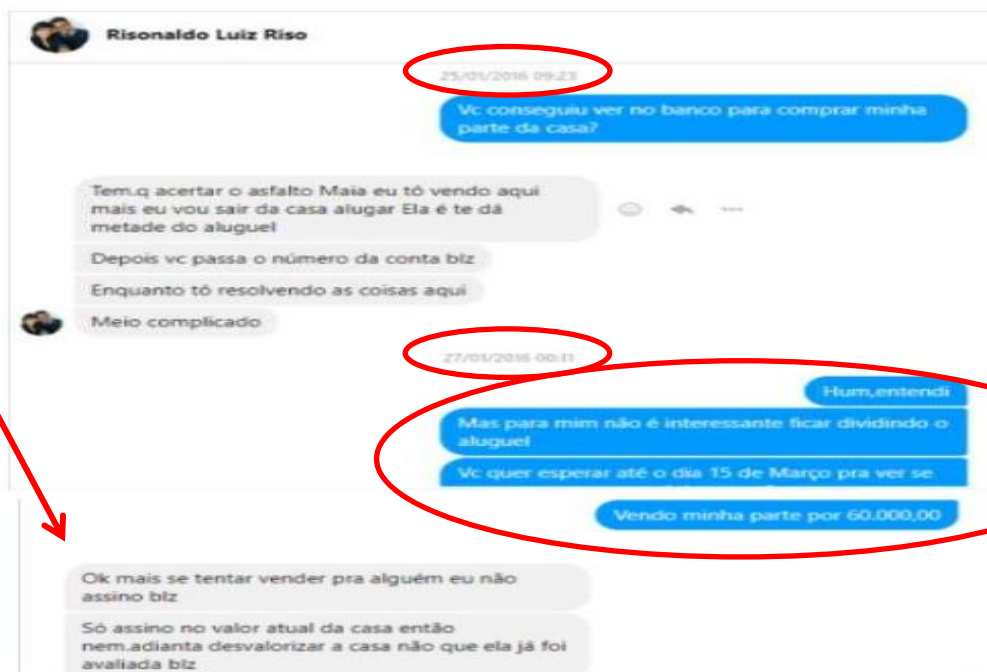 Risonaldo Luiz Riso
25/01/2016 09:23
Vc conseguiu ver no banco para comprar minha
parte da casa?
Tem.q acertar o asfalto Maia eu tô vendo aqui
mais eu vou sair da casa alugar Ela é te dá
metade do aluguel
Depois vc passa o número da conta blz
Enquanto tô resolvendo as coisas aqui
Meio complicado
27/01/2016 00:11
Hum,entendi
Mas para mim não é interessante ficar dividindo o
aluguel
Vc quer esperar até o dia 15 de Março pra ver se
Vendo minha parte por 60.000,00
Ok mais se tentar vender pra alguém eu não
assino blz
Só assino no valor atual da casa então
nem.adianta desvalorizar a casa não que ela já foi
avaliada blz